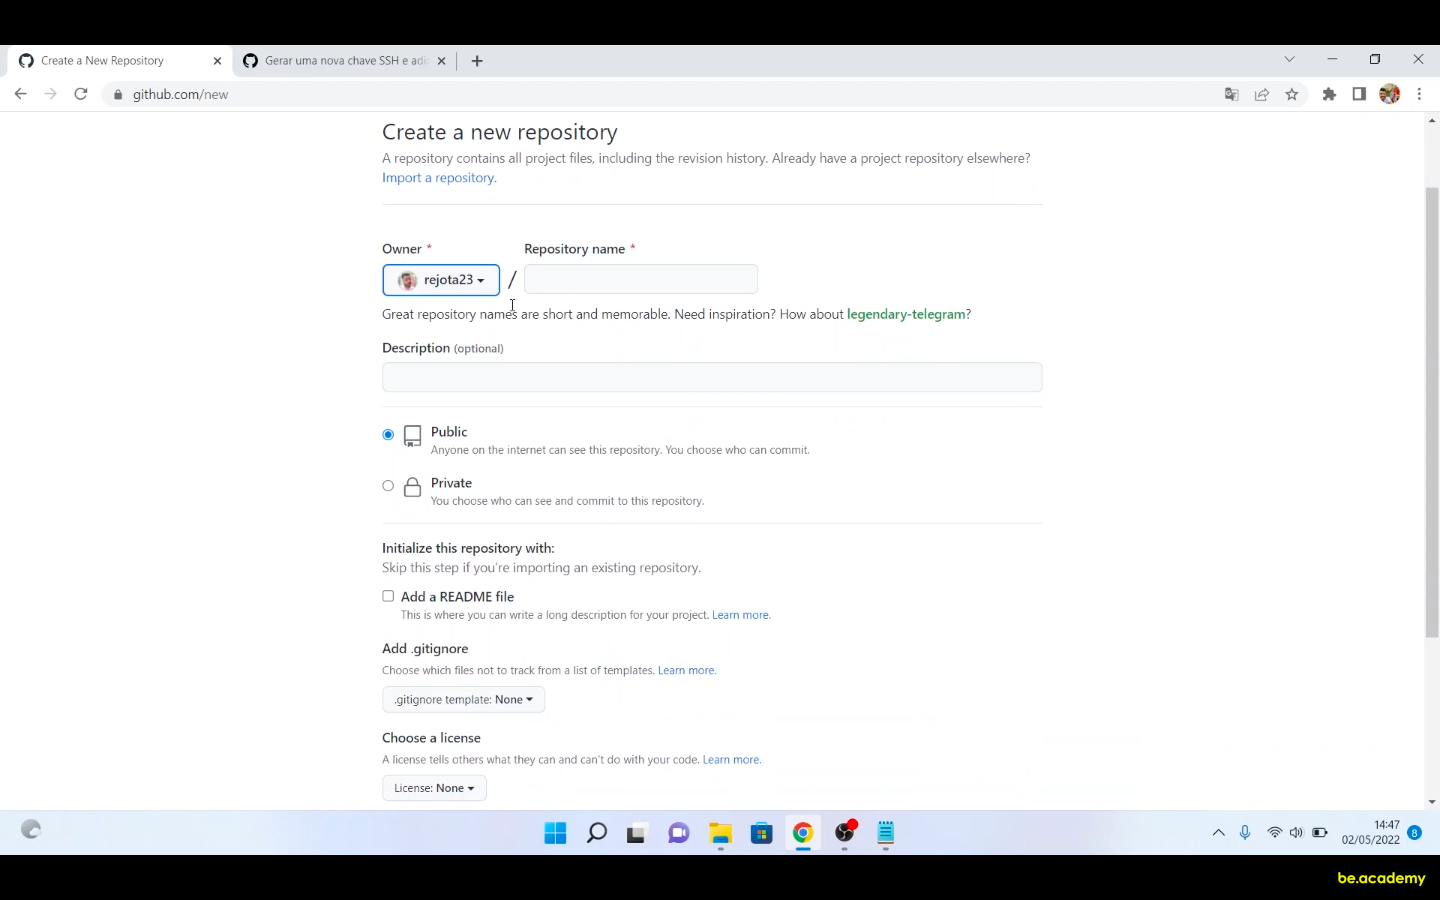 Create a New Repository
Gerar uma nova chave SSH e adi
github.com/new
Create a new repository
A repository contains all project files, including the revision history. Already have a project repository elsewhere?
Import a repository.
Owner *
Repository name *
rejota23
/
Great repository names are short and memorable. Need inspiration? How about legendary-telegram?
Description (optional)
Public
Anyone on the internet can see this repository. You choose who can commit.
Private
You choose who can see and commit to this repository.
Initialize this repository with:
Skip this step if you're importing an existing repository.
Add a README file
This is where you can write a long description for your project. Learn more.
Add .gitignore
Choose which files not to track from a list of templates. Learn more.
.gitignore template: None
Choose a license
A license tells others what they can and can't do with your code. Learn more.
License: None
14:47
02/05/2022
8
be.academy